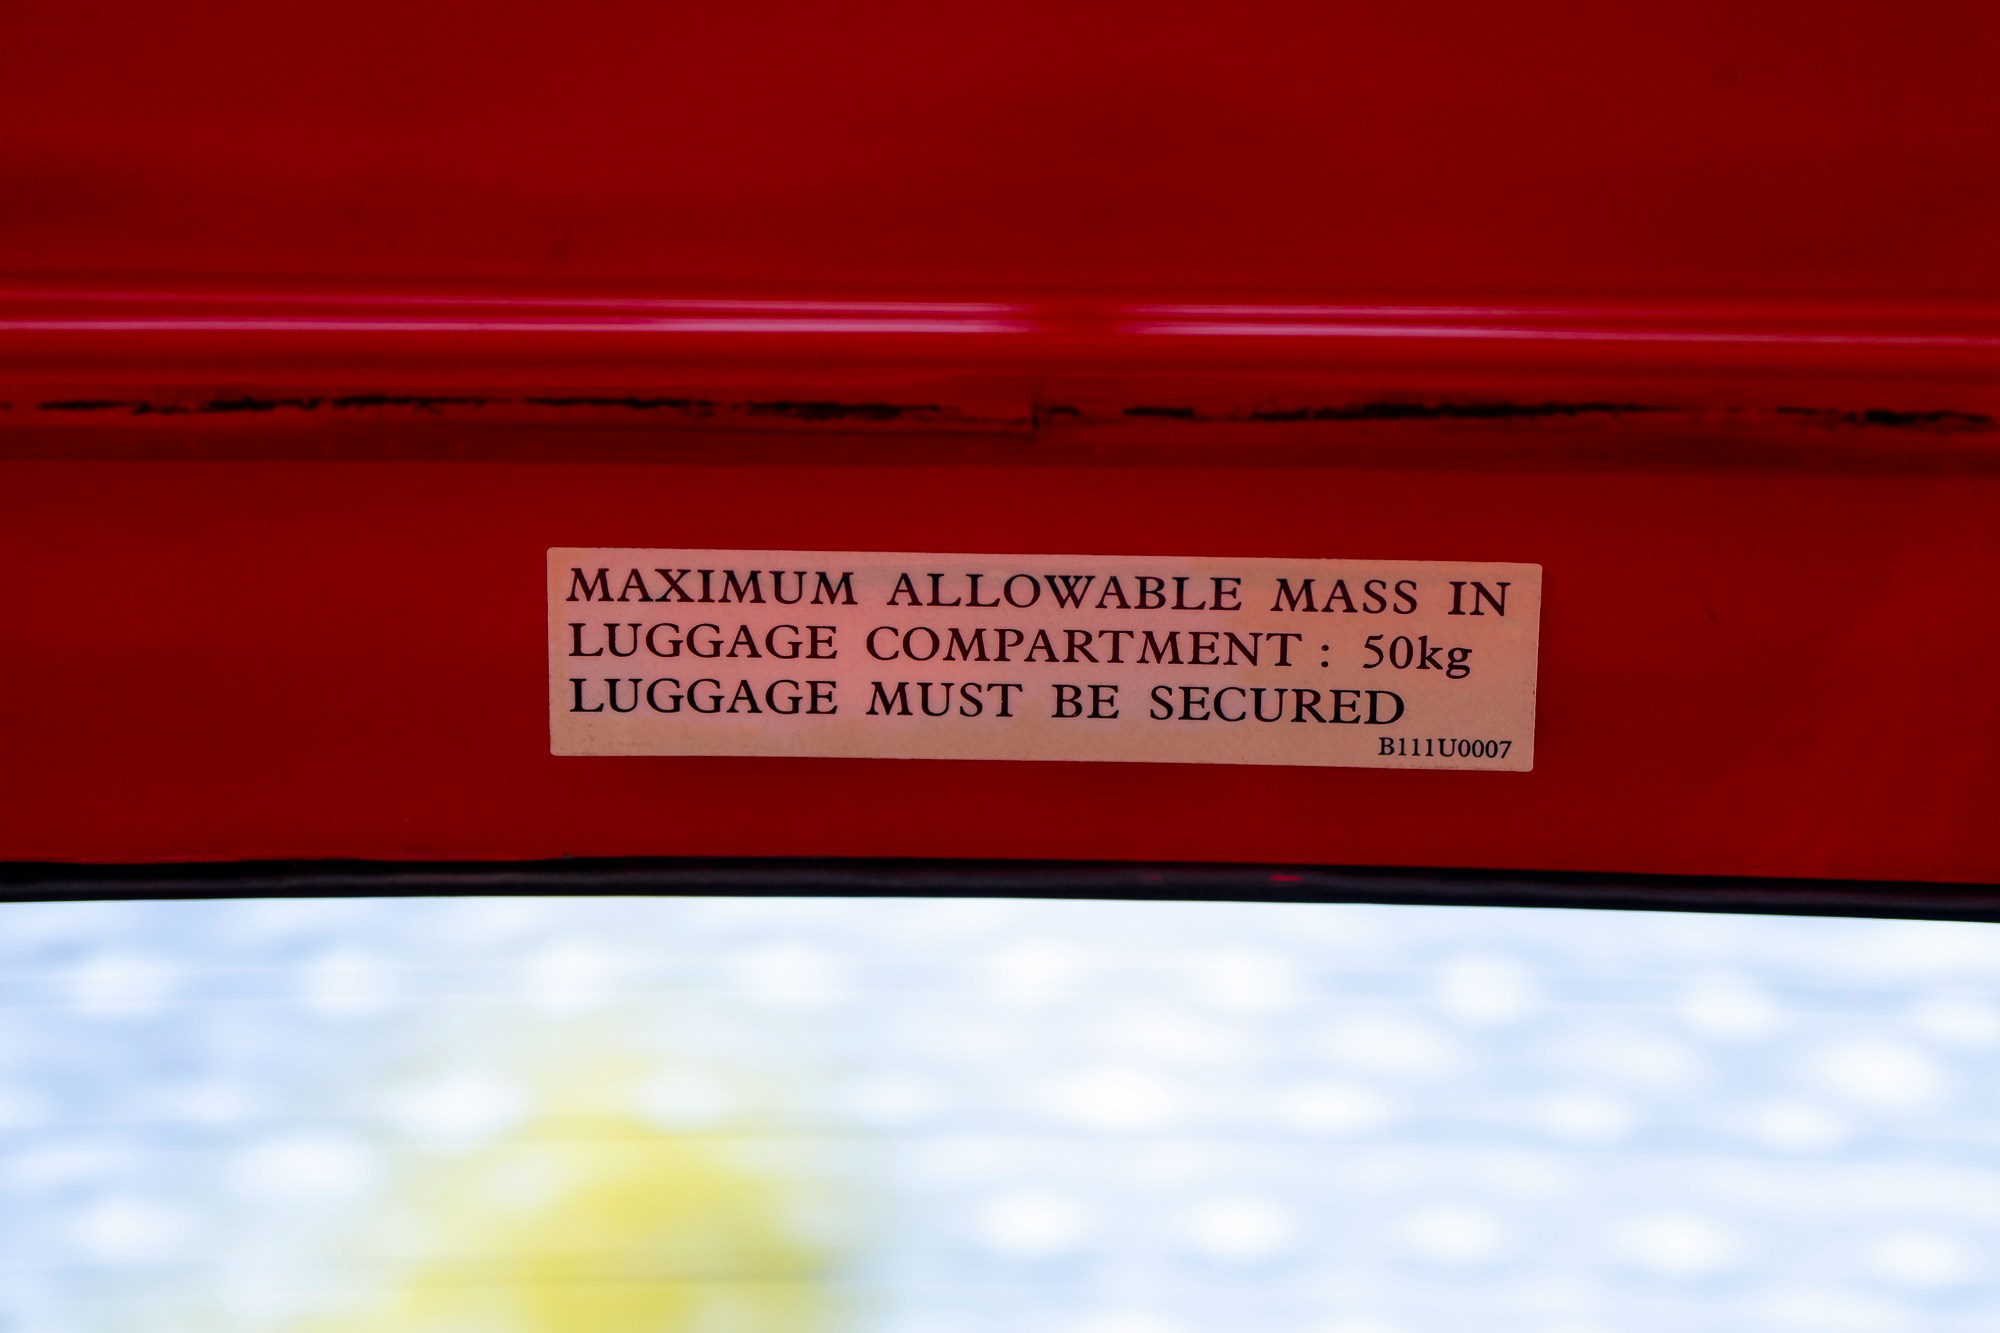 MAXIMUM ALLOWABLE MASS IN
LUGGAGE COMPARTMENT : 50kg
LUGGAGE MUST BE SECURED
B111U0007